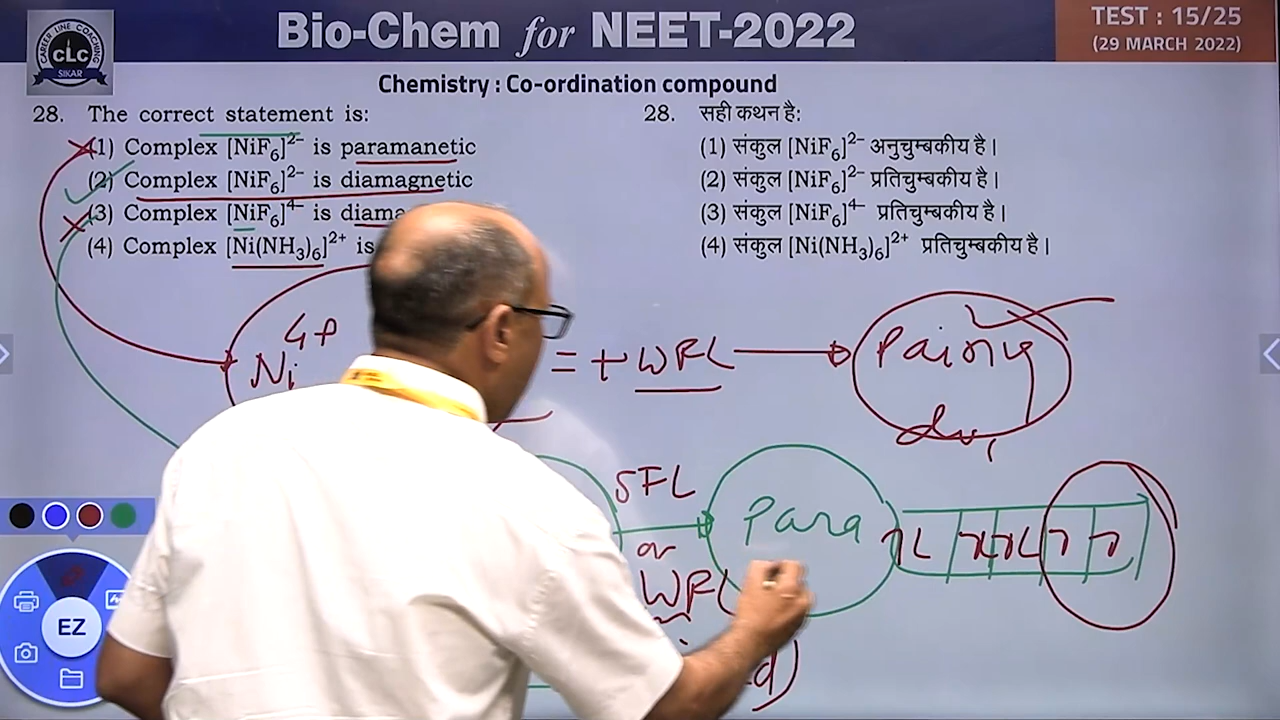 CAREER LINE COACHING
CLC
SIKAR
Bio-Chem for NEET-2022
TEST : 15/25
(29 MARCH 2022)
Chemistry : Co-ordination compound
28. The correct statement is:
(1) Complex [NiF₆]²⁻ is paramanetic
(2) Complex [NiF₆]²⁻ is diamagnetic
(3) Complex [NiF₆]⁴⁻ is diama
(4) Complex [Ni(NH₃)₆]²⁺ is
28. सही कथन है:
(1) संकुल [NiF₆]²⁻ अनुचुम्बकीय है।
(2) संकुल [NiF₆]²⁻ प्रतिचुम्बकीय है।
(3) संकुल [NiF₆]⁴⁻ प्रतिचुम्बकीय है।
(4) संकुल [Ni(NH₃)₆]²⁺ प्रतिचुम्बकीय है।
Ni
= + WFL
Pairing
SFL
or
WFL
Para
EZ